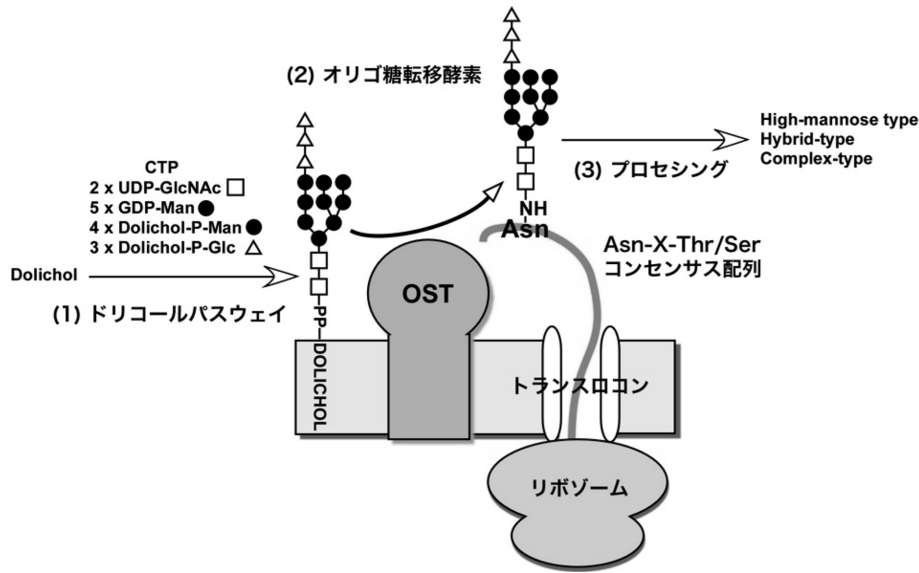 (2) オリゴ糖転移酵素
CTP
2 x UDP-GlcNAc
5 x GDP-Man
4 x Dolichol-P-Man
3 x Dolichol-P-Glc
Dolichol
(1) ドリコールパスウェイ
PP
DOLICHOL
OST
NH
Asn
(3) プロセシング
High-mannose type
Hybrid-type
Complex-type
Asn-X-Thr/Ser
コンセンサス配列
トランスロコン
リボゾーム